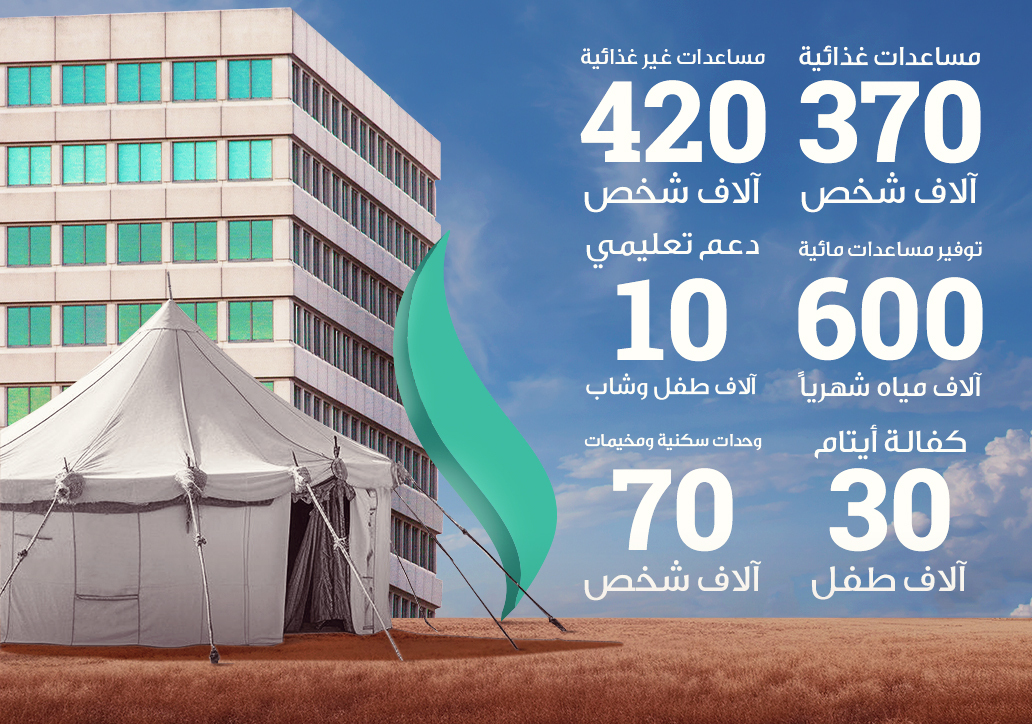 مساعدات غذائية
370
آلاف شخص
مساعدات غير غذائية
420
آلاف شخص
توفير مساعدات مائية
600
آلاف مياه شهرياً
دعم تعليمي
10
آلاف طفل وشاب
كفالة أيتام
30
آلاف طفل
وحدات سكنية ومخيمات
70
آلاف شخص